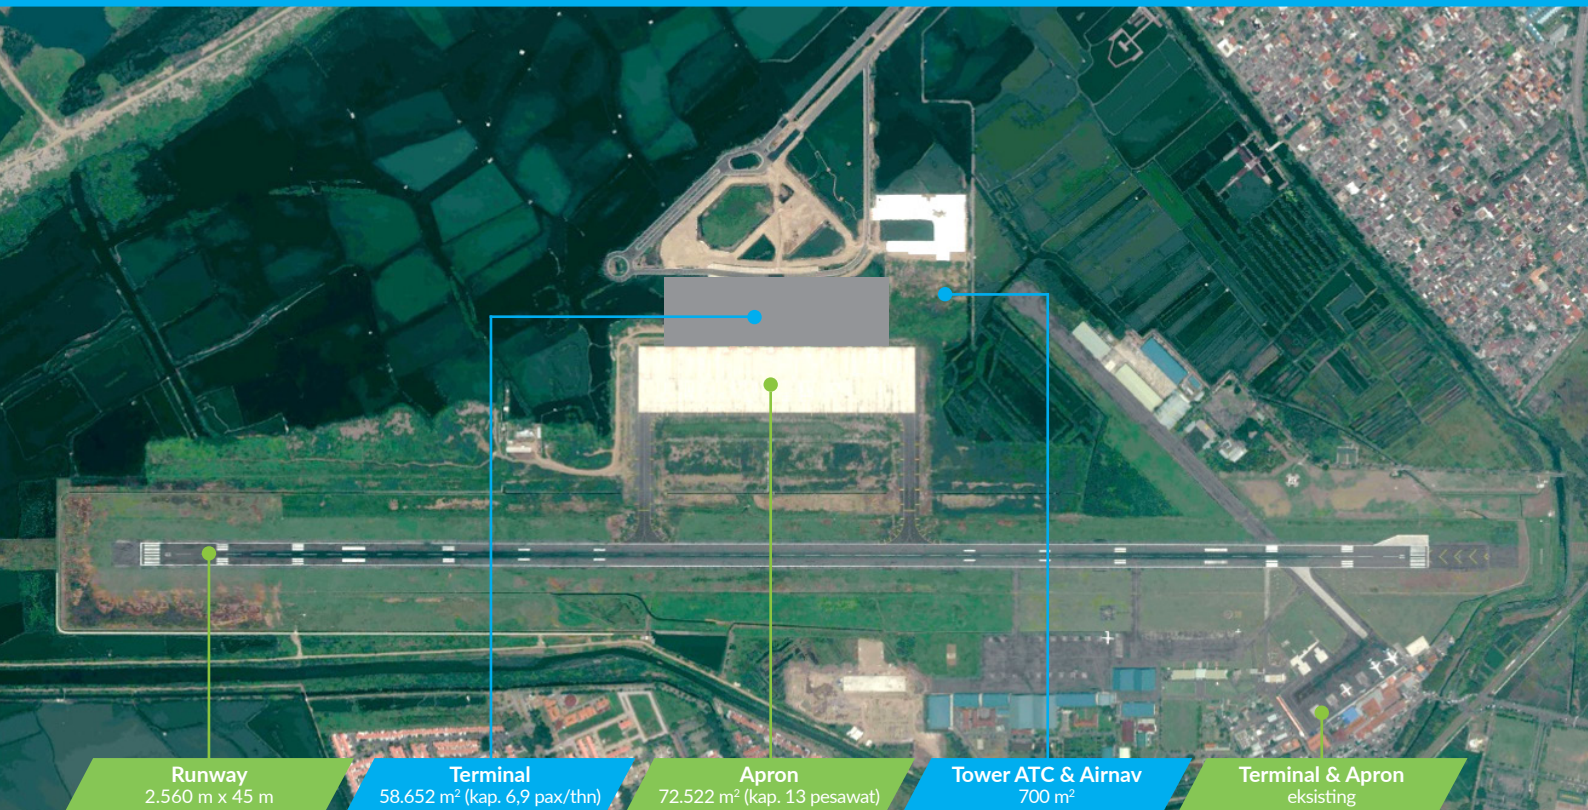 Runway
2.560 m x 45 m
Terminal
58.652 m² (kap. 6,9 pax/thn)
Apron
72.522 m² (kap. 13 pesawat)
Tower ATC & Airnav
700 m²
Terminal & Apron
eksisting